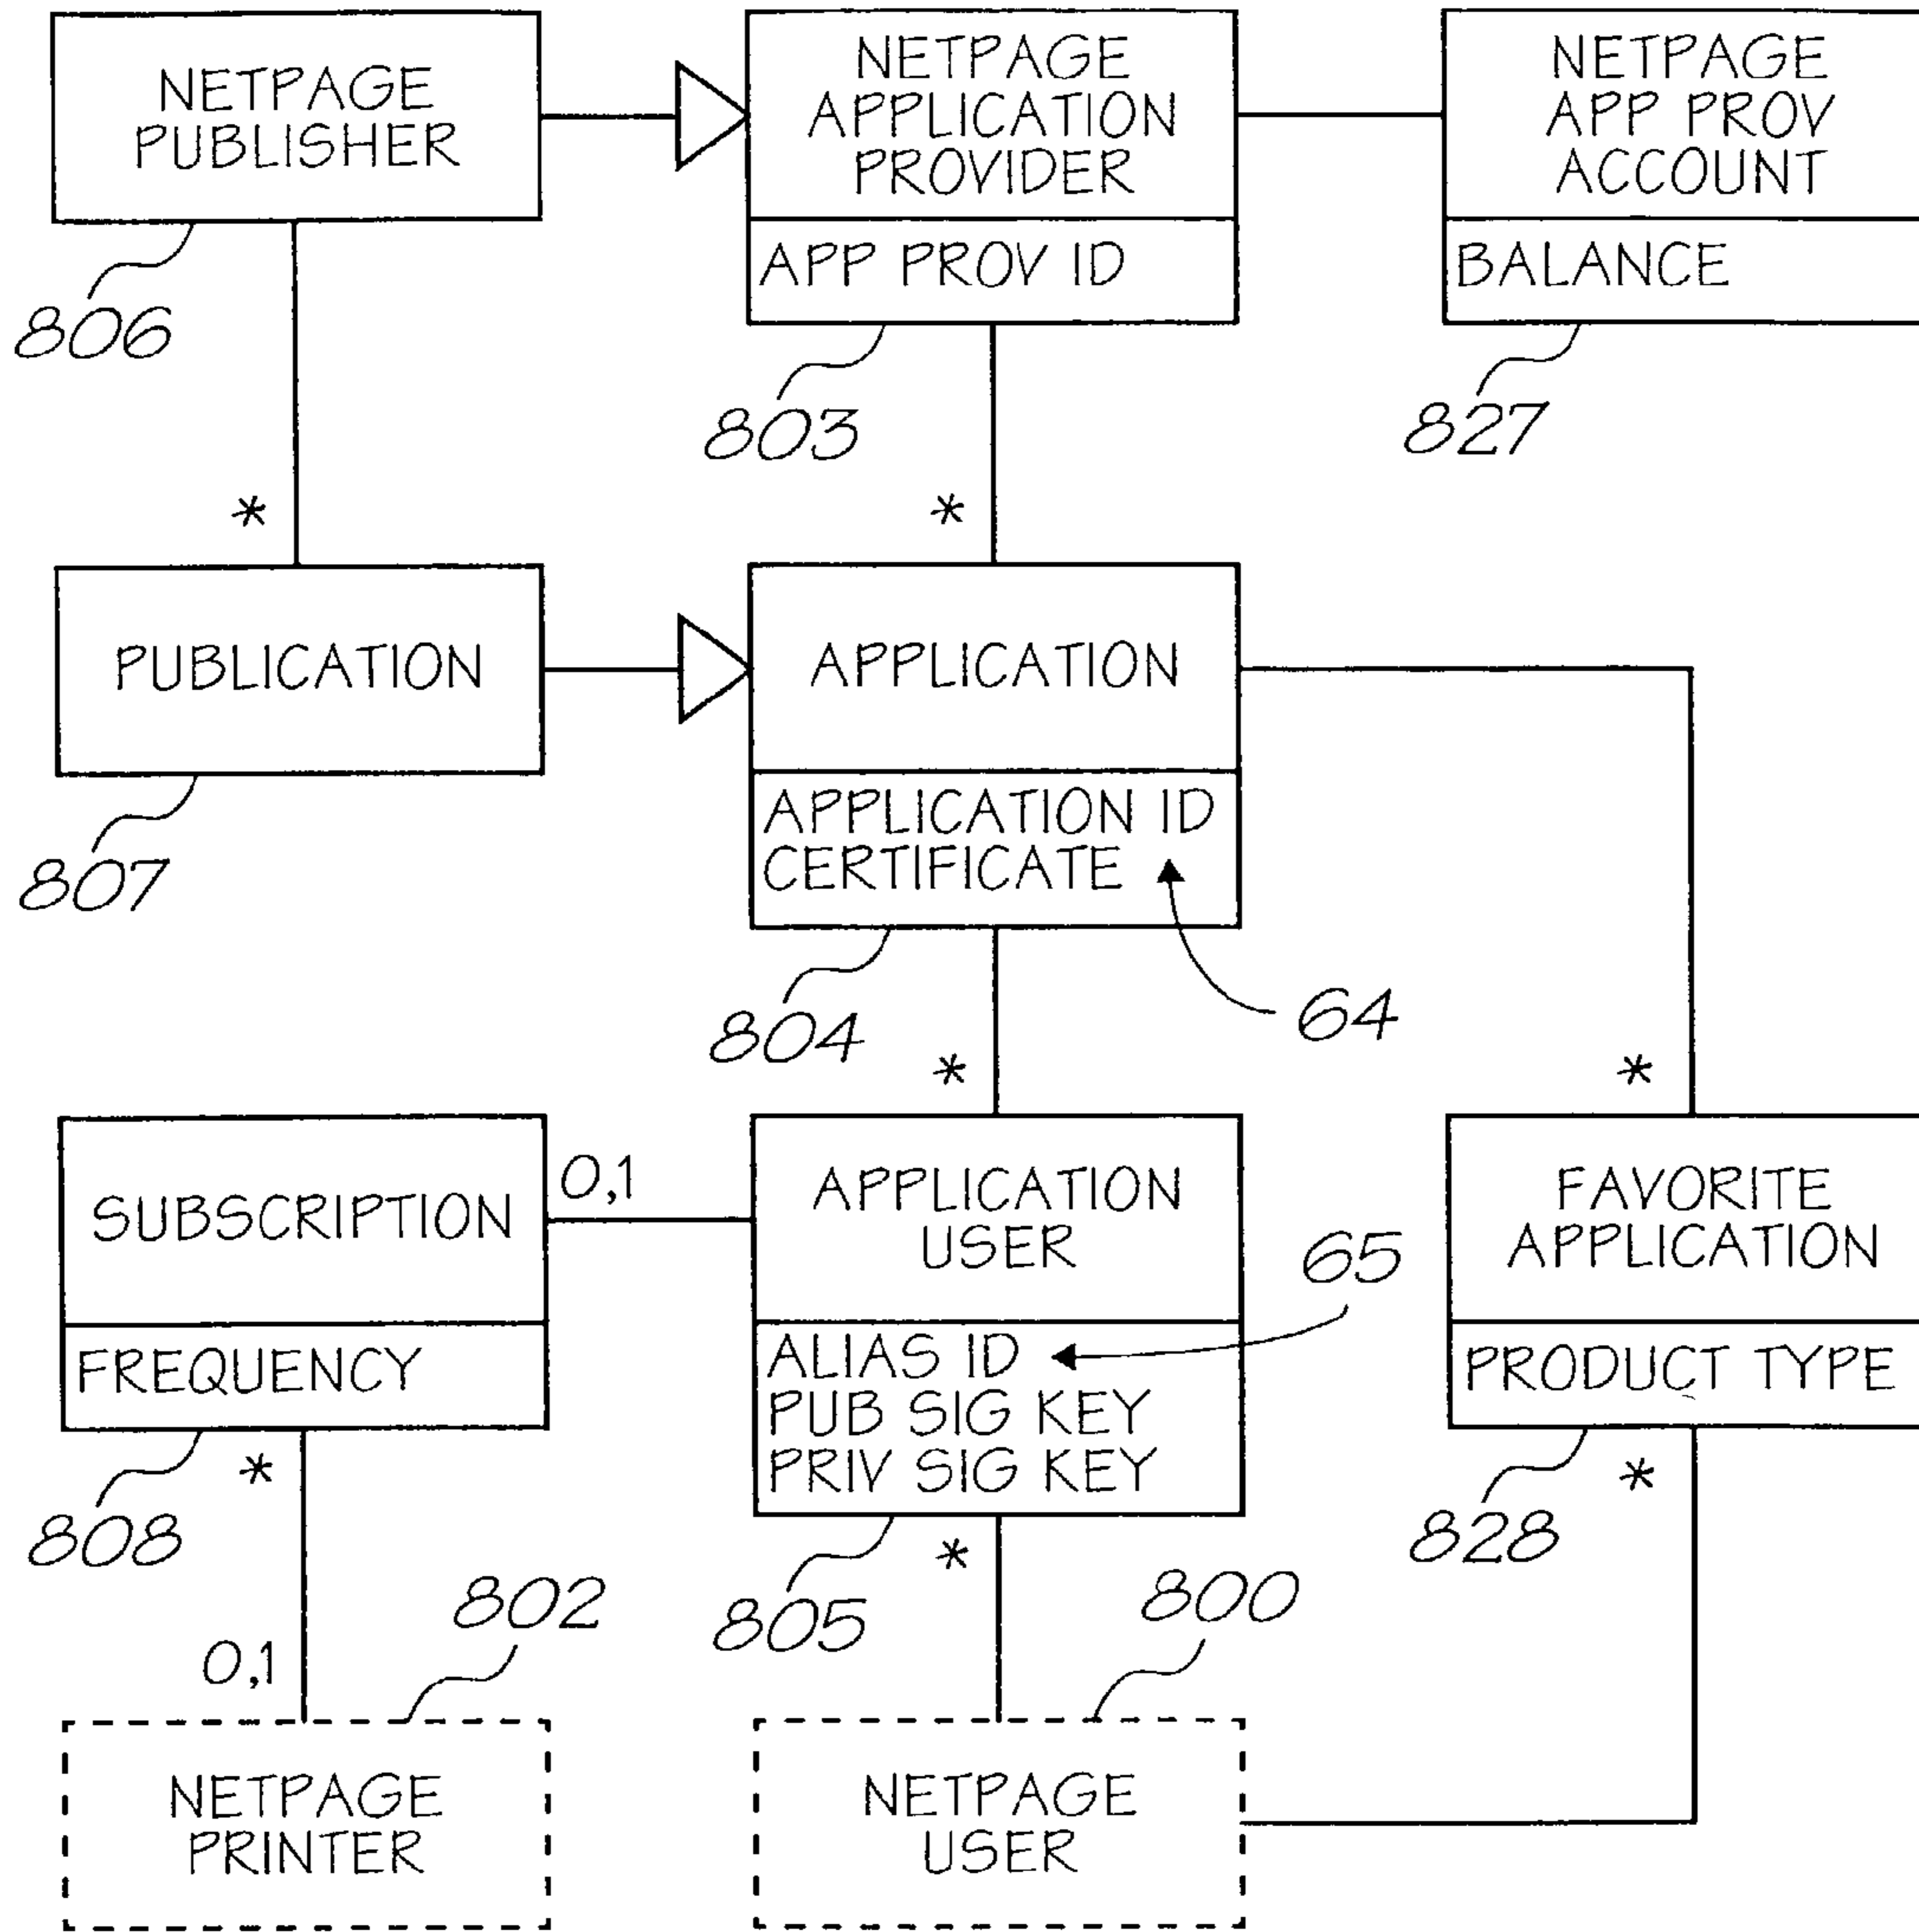 NETPAGE
PUBLISHER
806
NETPAGE
APPLICATION
PROVIDER
APP PROV ID
803
NETPAGE
APP PROV
ACCOUNT
BALANCE
827
*
*
PUBLICATION
807
APPLICATION
APPLICATION ID
CERTIFICATE
804
64
*
*
SUBSCRIPTION
FREQUENCY
808
0,1
APPLICATION
USER
ALIAS ID
PUB SIG KEY
PRIV SIG KEY
805
65
FAVORITE
APPLICATION
PRODUCT TYPE
828
*
*
*
0,1
802
800
NETPAGE
PRINTER
NETPAGE
USER